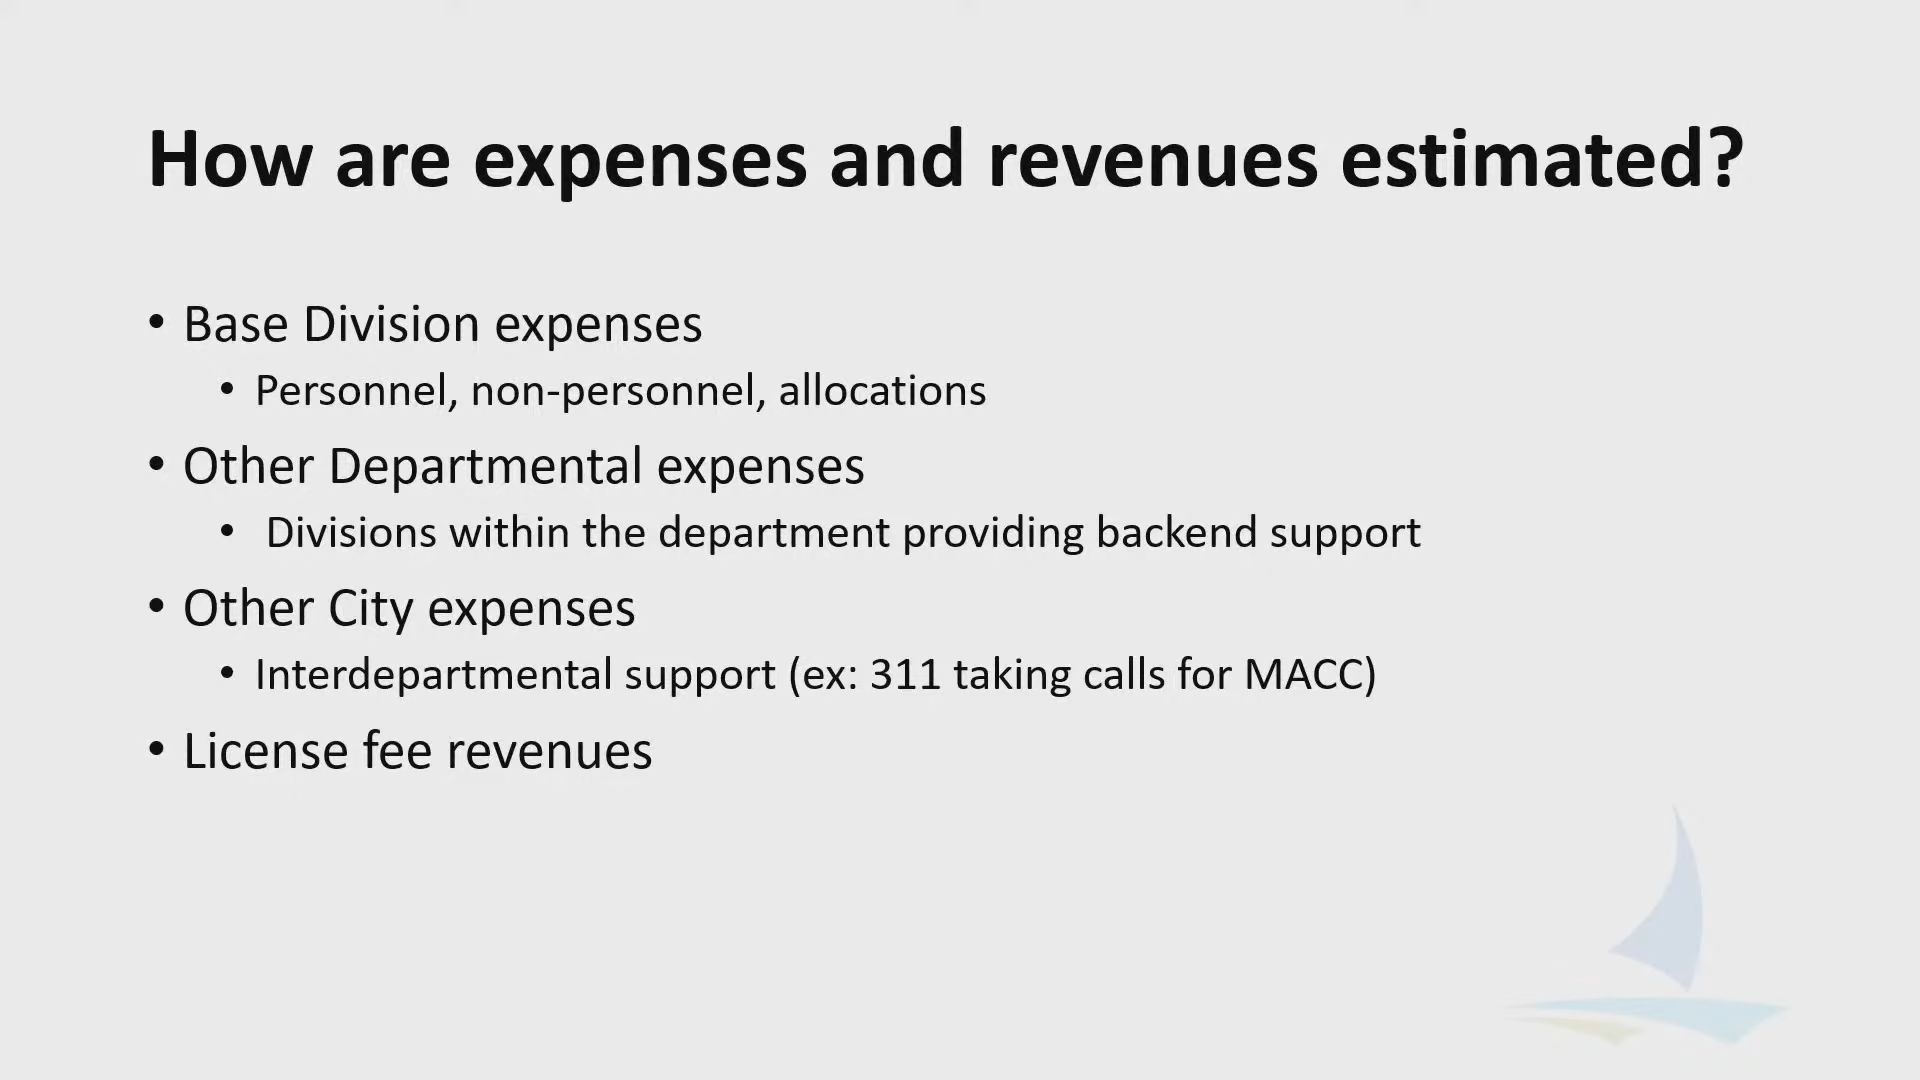 How are expenses and revenues estimated?
• Base Division expenses
• Personnel, non-personnel, allocations
• Other Departmental expenses
• Divisions within the department providing backend support
• Other City expenses
• Interdepartmental support (ex: 311 taking calls for MACC)
• License fee revenues